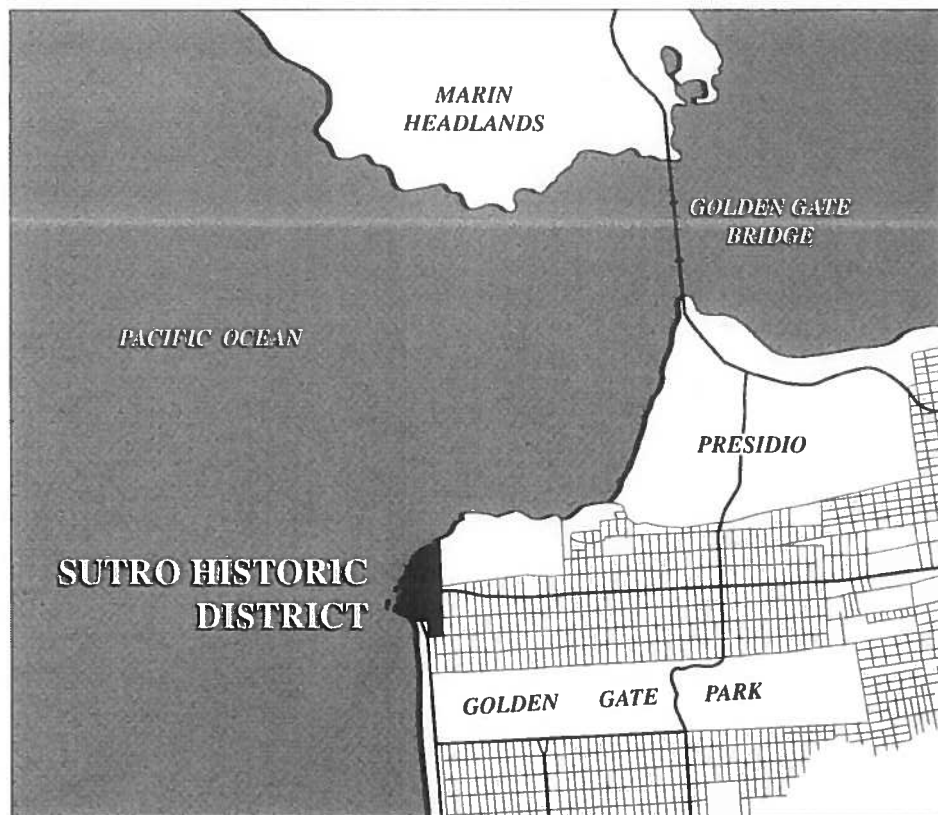 MARIN
HEADLANDS
GOLDEN GATE
BRIDGE
PACIFIC OCEAN
PRESIDIO
SUTRO HISTORIC
DISTRICT
GOLDEN GATE PARK